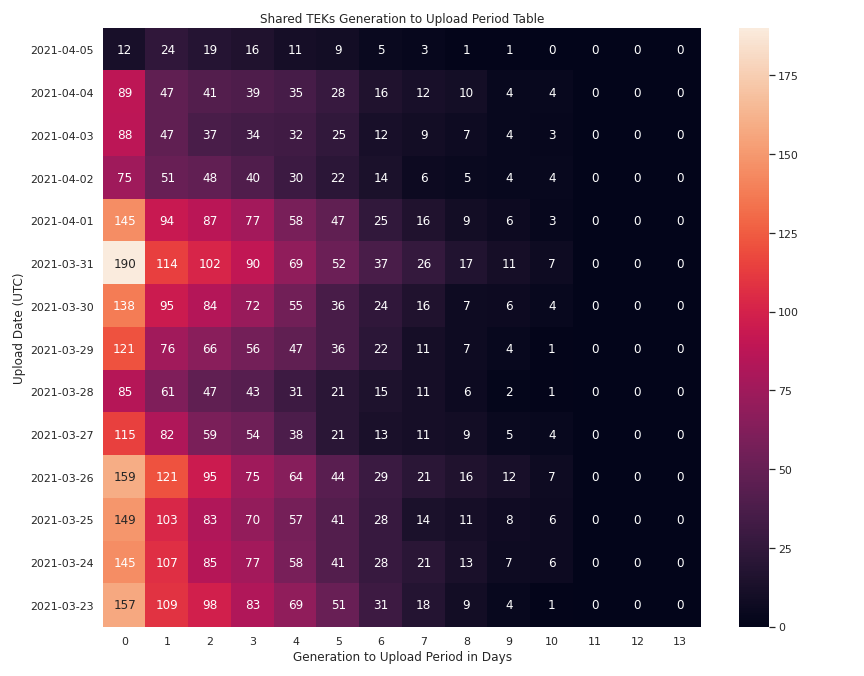 Shared TEKs Generation to Upload Period Table
Upload Date (UTC)
2021-04-05 12 24 19 16 11 9 5 3 1 1 0 0 0 0
2021-04-04 89 47 41 39 35 28 16 12 10 4 4 0 0 0
2021-04-03 88 47 37 34 32 25 12 9 7 4 3 0 0 0
2021-04-02 75 51 48 40 30 22 14 6 5 4 4 0 0 0
2021-04-01 145 94 87 77 58 47 25 16 9 6 3 0 0 0
2021-03-31 190 114 102 90 69 52 37 26 17 11 7 0 0 0
2021-03-30 138 95 84 72 55 36 24 16 7 6 4 0 0 0
2021-03-29 121 76 66 56 47 36 22 11 7 4 1 0 0 0
2021-03-28 85 61 47 43 31 21 15 11 6 2 1 0 0 0
2021-03-27 115 82 59 54 38 21 13 11 9 5 4 0 0 0
2021-03-26 159 121 95 75 64 44 29 21 16 12 7 0 0 0
2021-03-25 149 103 83 70 57 41 28 14 11 8 6 0 0 0
2021-03-24 145 107 85 77 58 41 28 21 13 7 6 0 0 0
2021-03-23 157 109 98 83 69 51 31 18 9 4 1 0 0 0
0 1 2 3 4 5 6 7 8 9 10 11 12 13
Generation to Upload Period in Days
175
150
125
100
75
50
25
0